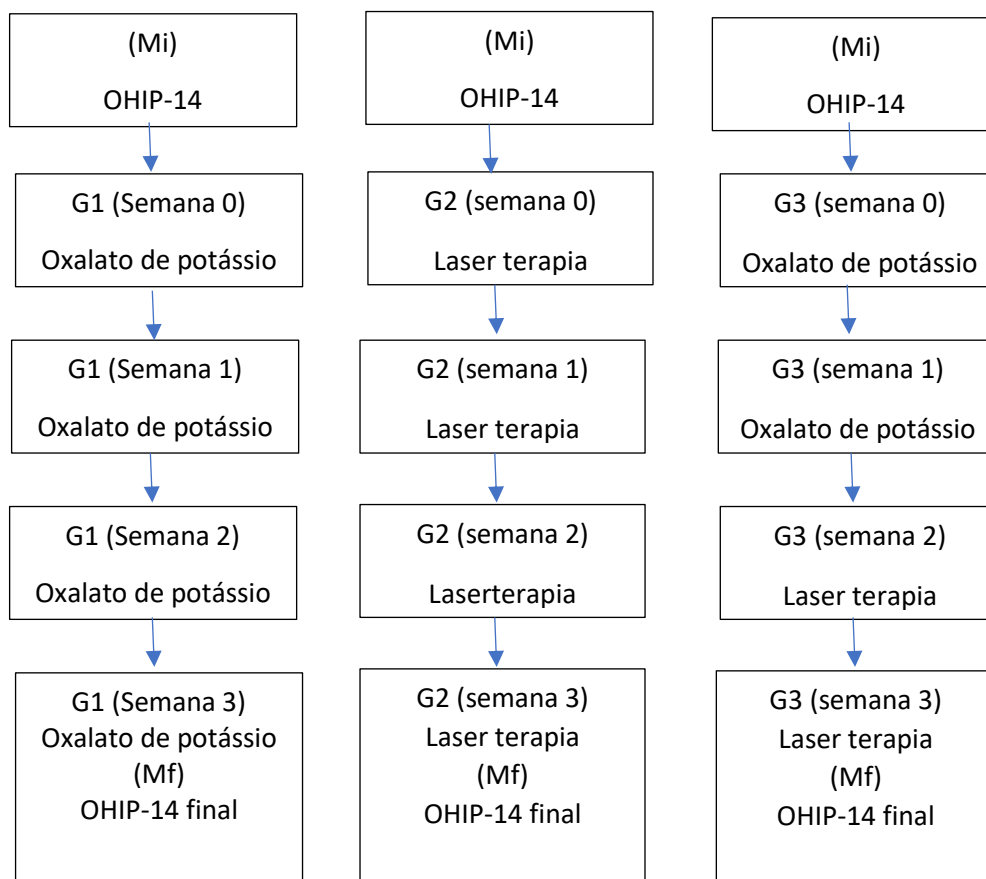 (Mi)
OHIP-14
G1 (Semana 0)
Oxalato de potássio
G1 (Semana 1)
Oxalato de potássio
G1 (Semana 2)
Oxalato de potássio
G1 (Semana 3)
Oxalato de potássio
(Mf)
OHIP-14 final
(Mi)
OHIP-14
G2 (semana 0)
Laser terapia
G2 (semana 1)
Laser terapia
G2 (semana 2)
Laserterapia
G2 (semana 3)
Laser terapia
(Mf)
OHIP-14 final
(Mi)
OHIP-14
G3 (semana 0)
Oxalato de potássio
G3 (semana 1)
Oxalato de potássio
G3 (semana 2)
Laser terapia
G3 (semana 3)
Laser terapia
(Mf)
OHIP-14 final